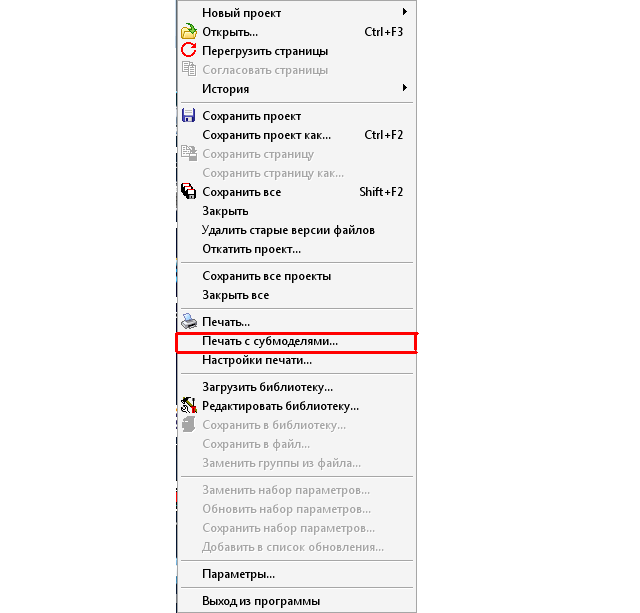 Новый проект
Открыть... Ctrl+F3
Перегрузить страницы
Согласовать страницы
История
Сохранить проект
Сохранить проект как... Ctrl+F2
Сохранить страницу
Сохранить страницу как...
Сохранить все Shift+F2
Закрыть
Удалить старые версии файлов
Откатить проект...
Сохранить все проекты
Закрыть все
Печать...
Печать с субмоделями...
Настройки печати...
Загрузить библиотеку...
Редактировать библиотеку...
Сохранить в библиотеку...
Сохранить в файл...
Заменить группы из файла...
Заменить набор параметров...
Обновить набор параметров...
Сохранить набор параметров...
Добавить в список обновления...
Параметры...
Выход из программы